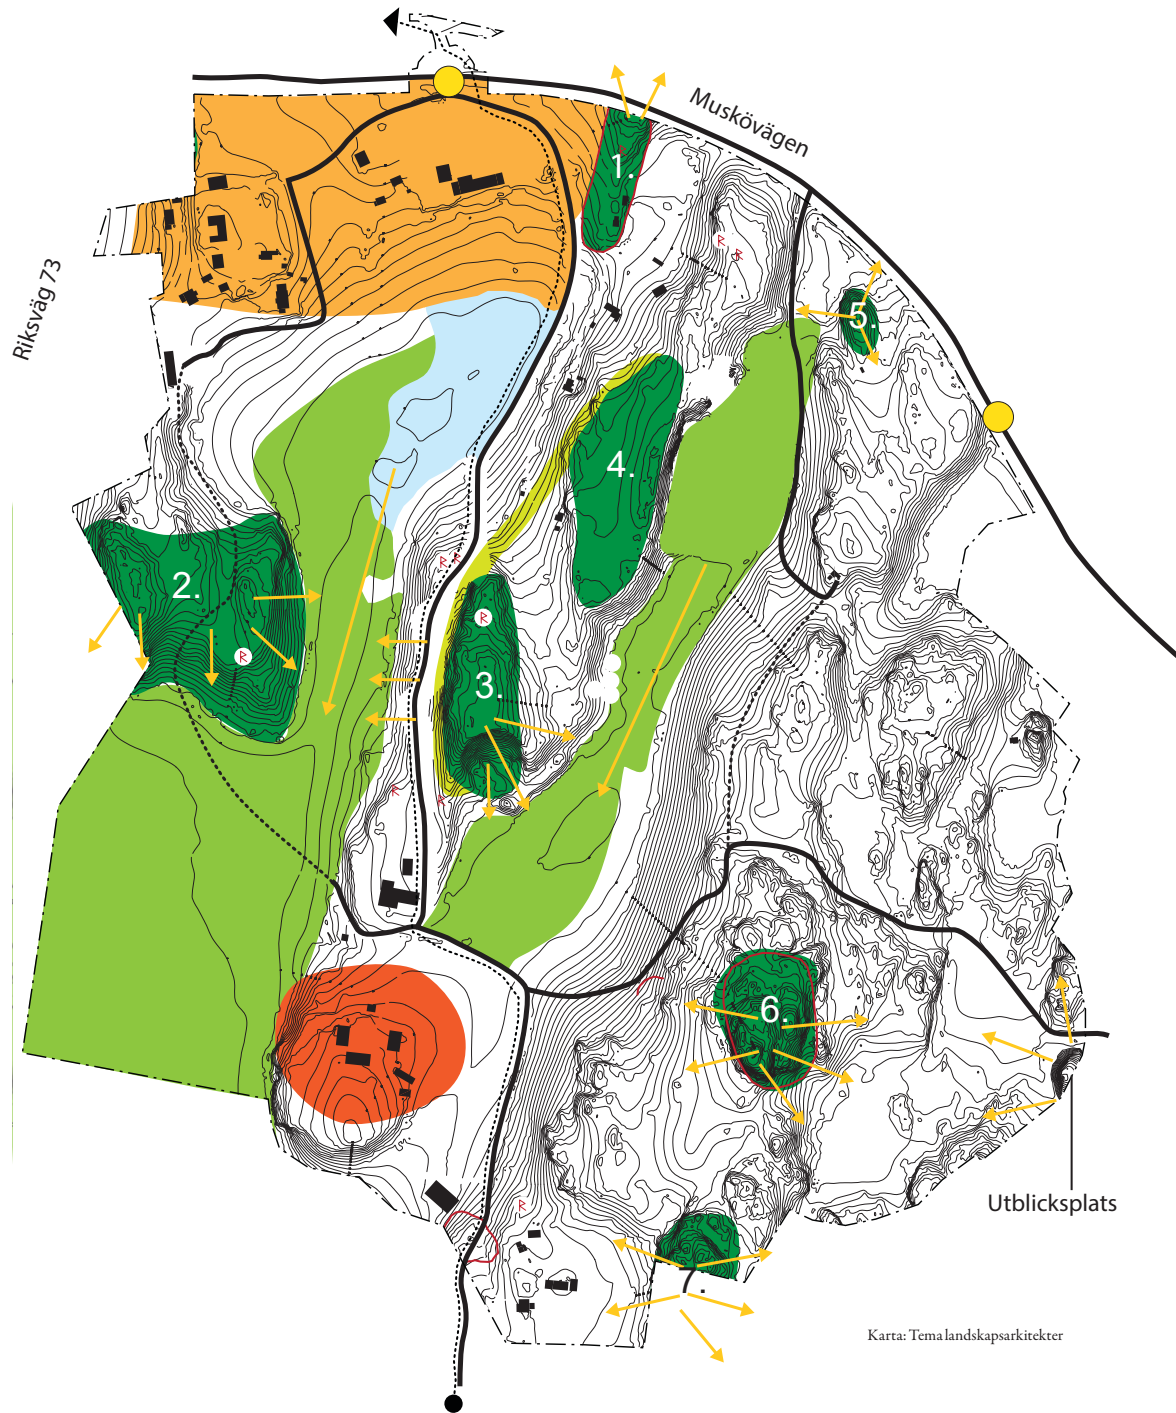 Muskövägen
1.
Riksväg 73
5.
4.
2.
R
R
3.
6.
Utblicksplats
Karta: Tema landskapsarkitekter